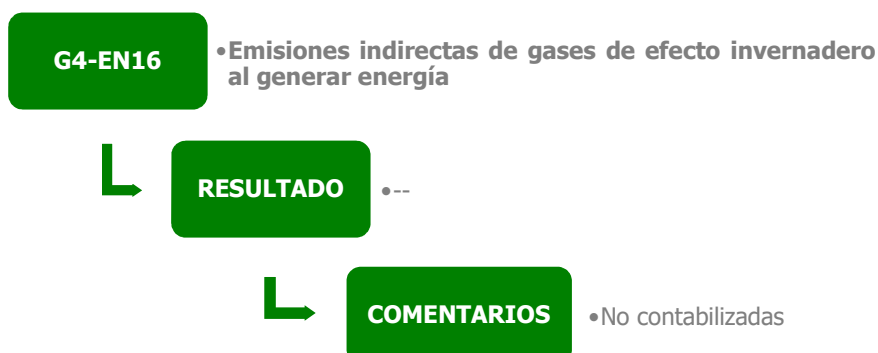 G4-EN16
•Emisiones indirectas de gases de efecto invernadero
al generar energía
RESULTADO
•--
COMENTARIOS
•No contabilizadas